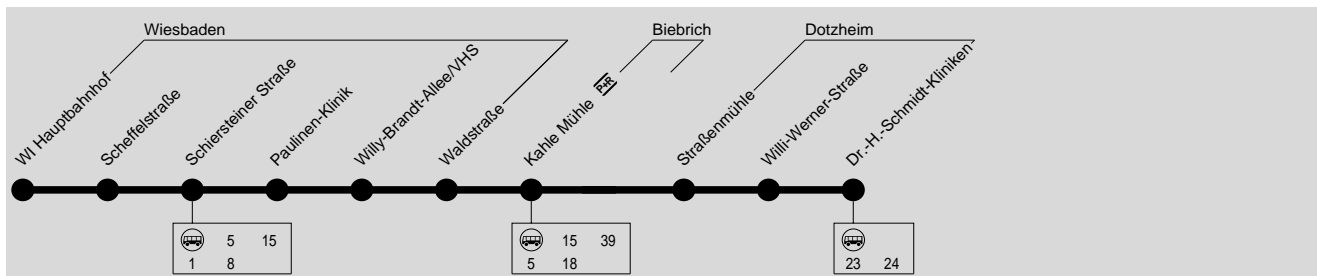 Wiesbaden
Biebrich
Dotzheim
WI Hauptbahnhof
Scheffelstraße
Schiersteiner Straße
Paulinen-Klinik
Willy-Brandt-Allee/VHS
Waldstraße
Kahle Mühle P+R
Straßenmühle
Willi-Werner-Straße
Dr.-H.-Schmidt-Kliniken
5 15
1 8
15 39
5 18
23 24